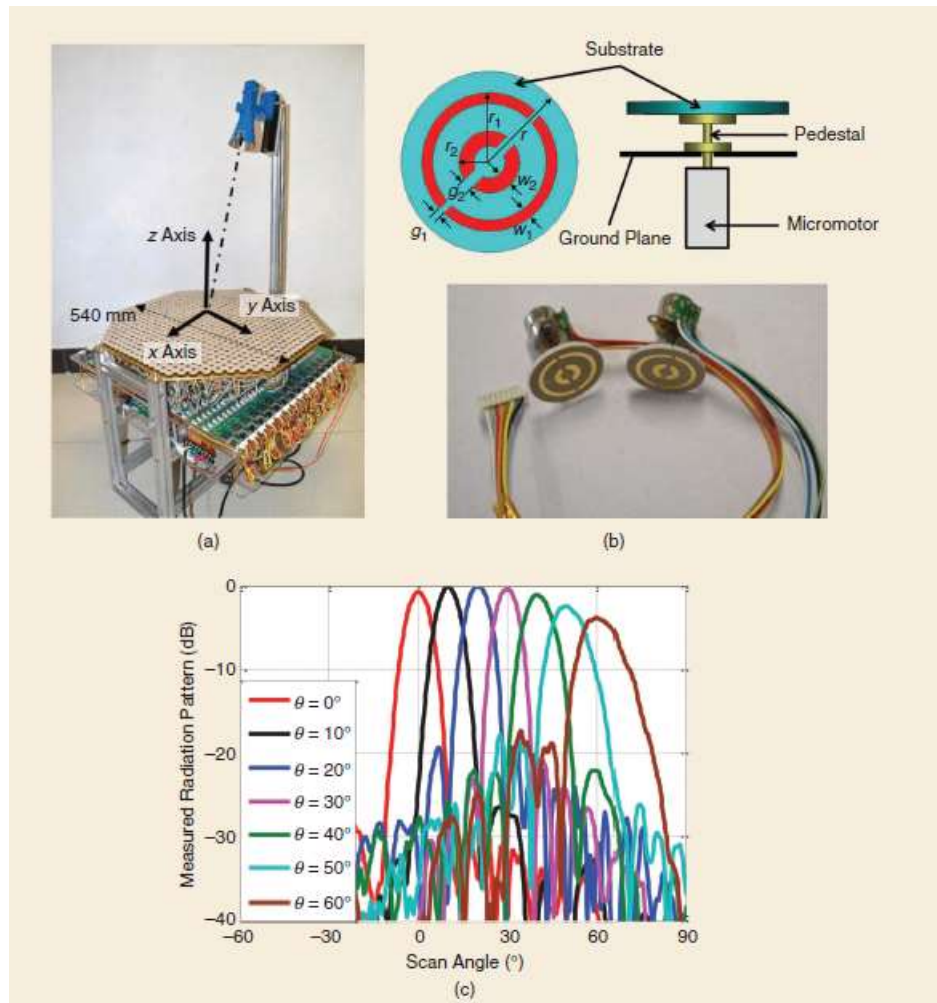 z Axis
y Axis
540 mm
x Axis
(a)
Substrate
r1
r
r2
w2
g2
g1
w1
Pedestal
Ground Plane
Micromotor
(b)
Measured Radiation Pattern (dB)
0
–10
–20
–30
–40
θ = 0°
θ = 10°
θ = 20°
θ = 30°
θ = 40°
θ = 50°
θ = 60°
–60
–30
0
30
60
90
Scan Angle (°)
(c)